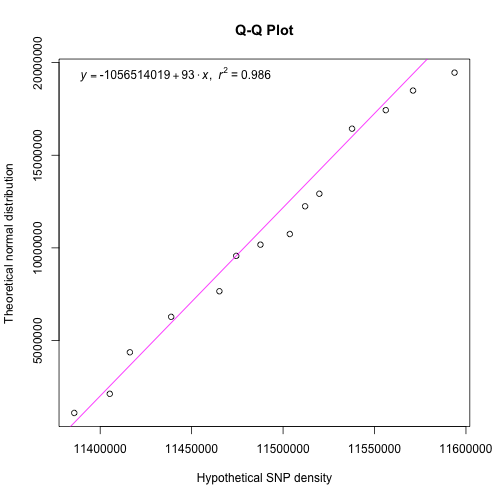 Q-Q Plot
y = -1056514019 + 93 · x, r² = 0.986
Theoretical normal distribution
20000000
15000000
10000000
5000000
11400000 11450000 11500000 11550000 11600000
Hypothetical SNP density